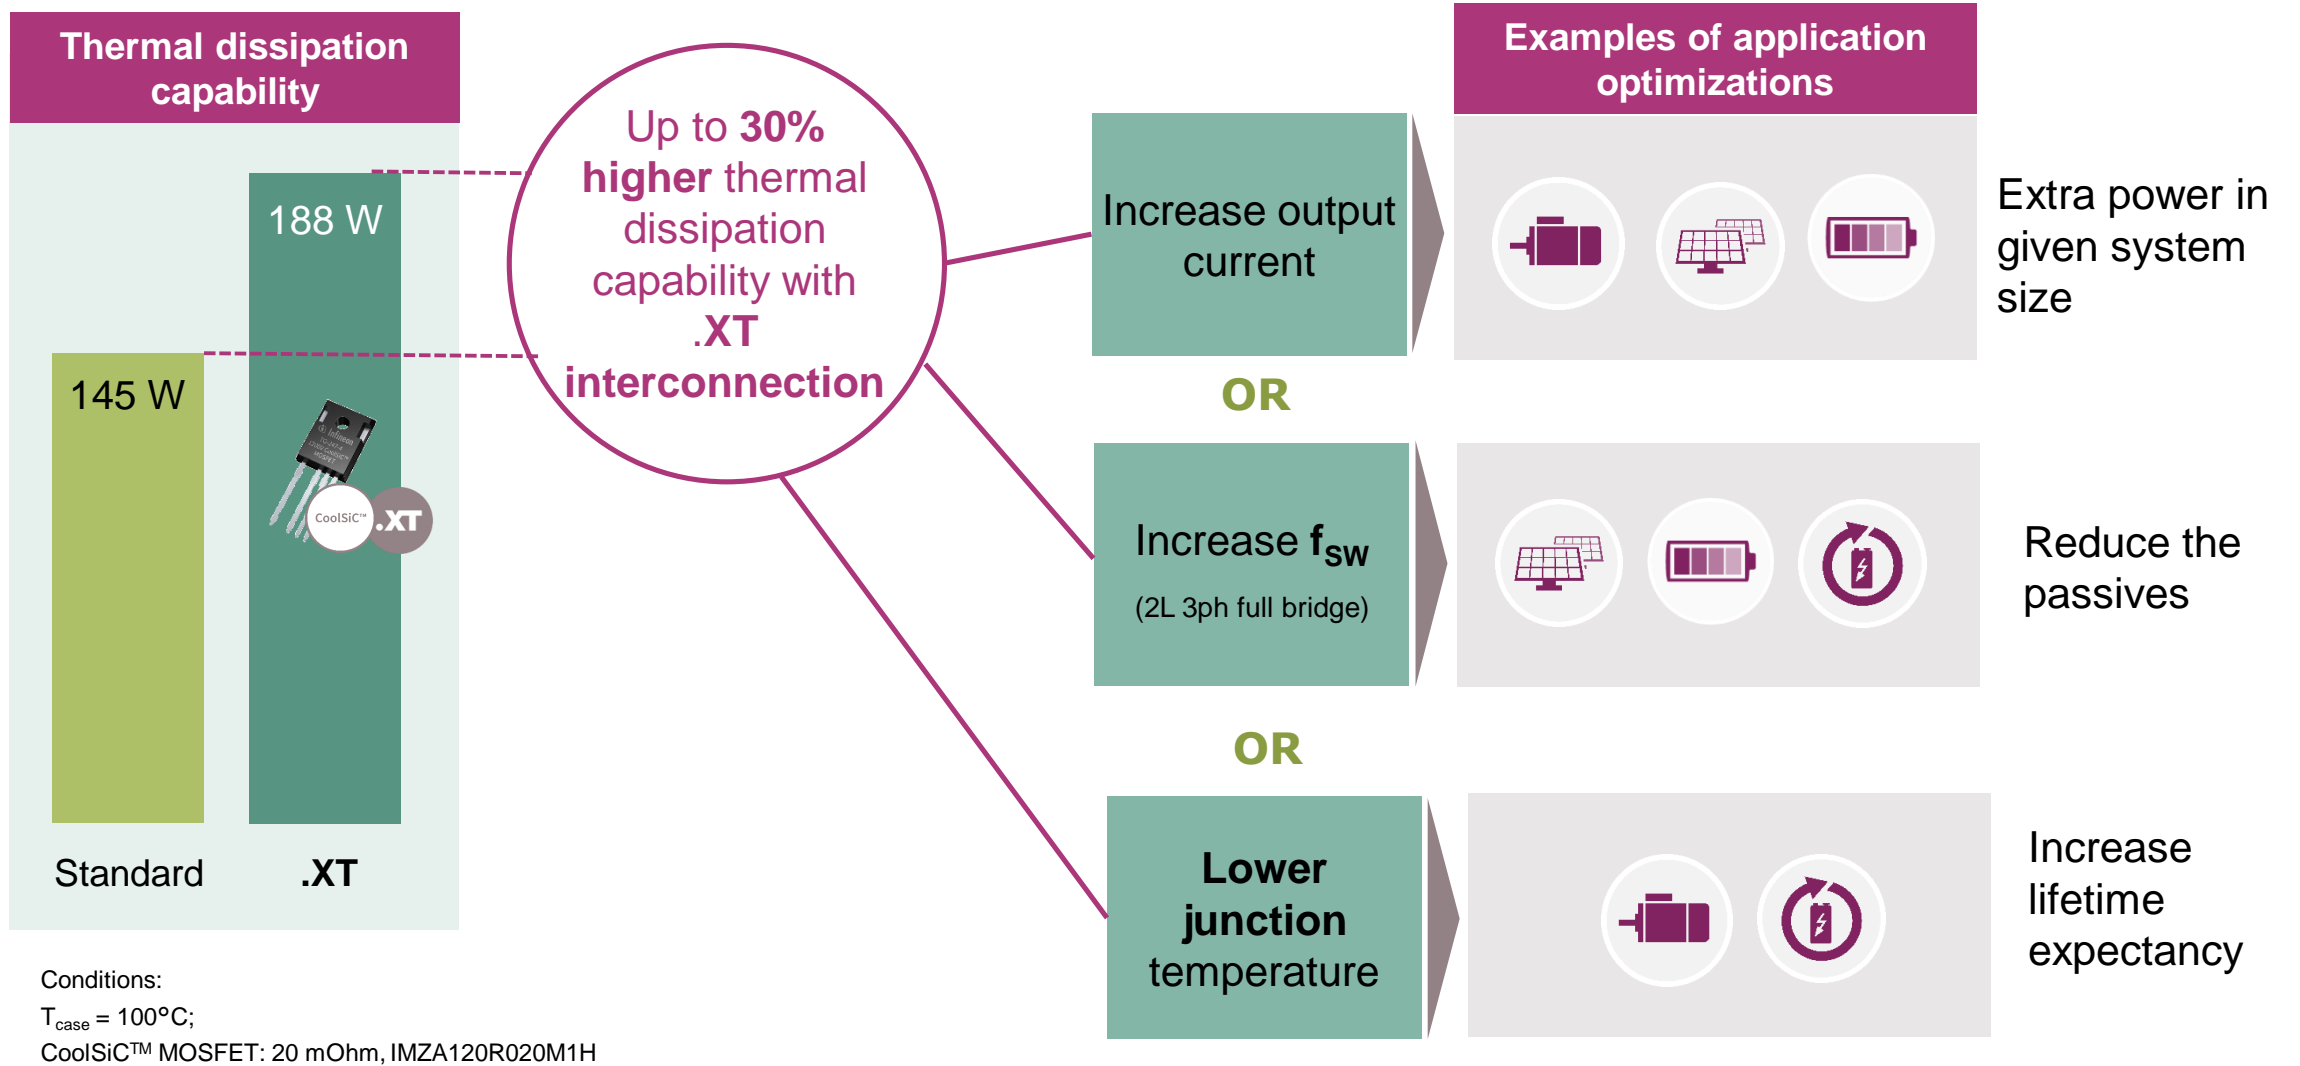 Thermal dissipation
capability
188 W
145 W
Infineon
MOSFET
CoolSiC™
.XT
Standard
.XT
Conditions:
Tcase = 100°C;
CoolSiC™ MOSFET: 20 mOhm, IMZA120R020M1H
Up to 30%
higher thermal
dissipation
capability with
.XT
interconnection
Increase output
current
OR
Increase fSW
(2L 3ph full bridge)
OR
Lower
junction
temperature
Examples of application
optimizations
Extra power in
given system
size
Reduce the
passives
Increase
lifetime
expectancy